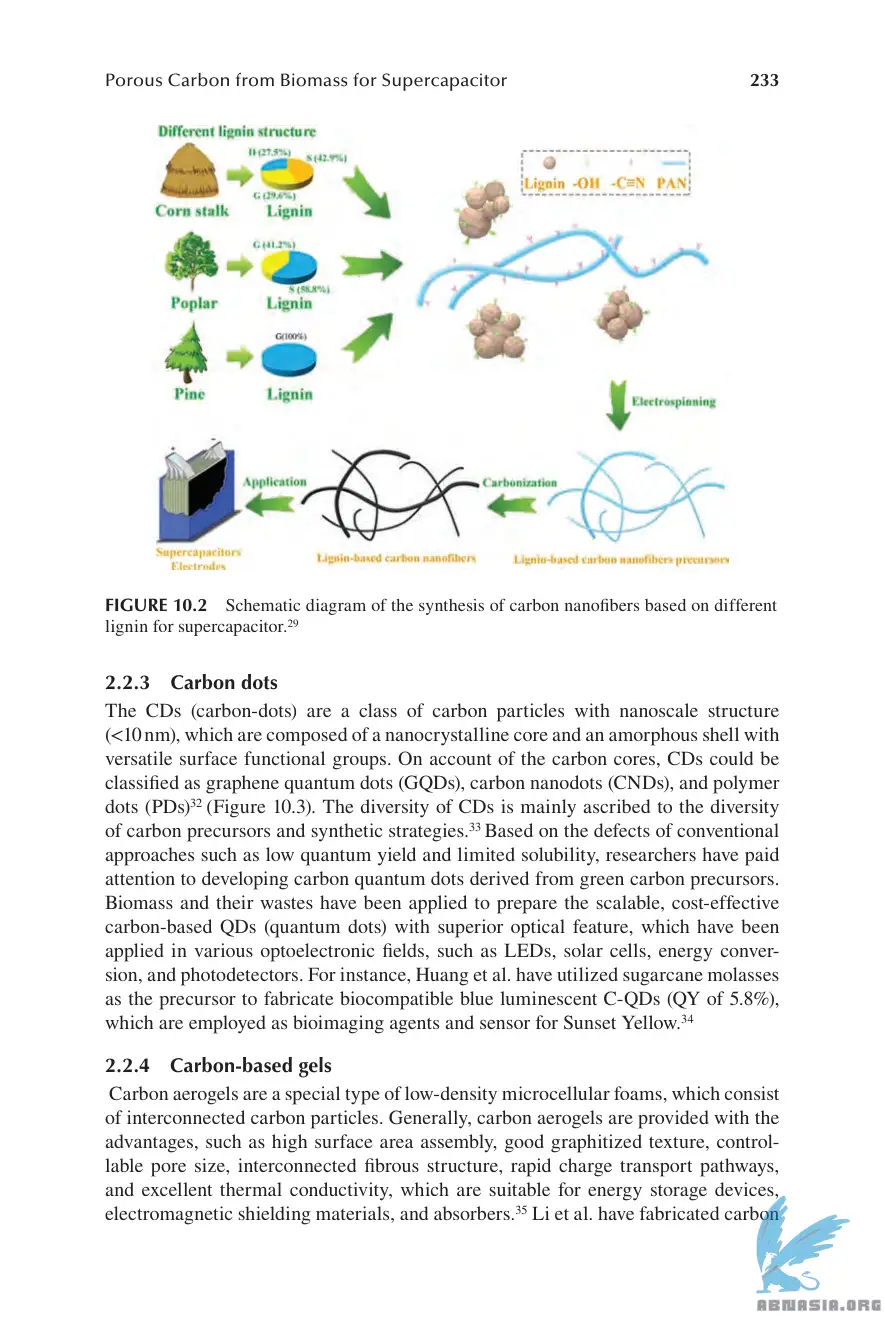 Porous Carbon from Biomass for Supercapacitor 233
Different lignin structure
H (27.5%)
S (42.9%)
G (29.6%)
Corn stalk Lignin
G (41.2%)
S (58.8%)
Poplar Lignin
G(100%)
Pine Lignin
Lignin -OH -C≡N PAN
Electrospinning
Application
Carbonization
Supercapacitors
Electrodes
Lignin-based carbon nanofibers
Lignin-based carbon nanofibers precursors
FIGURE 10.2 Schematic diagram of the synthesis of carbon nanofibers based on different
lignin for supercapacitor.29
2.2.3 Carbon dots
The CDs (carbon-dots) are a class of carbon particles with nanoscale structure
(<10 nm), which are composed of a nanocrystalline core and an amorphous shell with
versatile surface functional groups. On account of the carbon cores, CDs could be
classified as graphene quantum dots (GQDs), carbon nanodots (CNDs), and polymer
dots (PDs)32 (Figure 10.3). The diversity of CDs is mainly ascribed to the diversity
of carbon precursors and synthetic strategies.33 Based on the defects of conventional
approaches such as low quantum yield and limited solubility, researchers have paid
attention to developing carbon quantum dots derived from green carbon precursors.
Biomass and their wastes have been applied to prepare the scalable, cost-effective
carbon-based QDs (quantum dots) with superior optical feature, which have been
applied in various optoelectronic fields, such as LEDs, solar cells, energy conver-
sion, and photodetectors. For instance, Huang et al. have utilized sugarcane molasses
as the precursor to fabricate biocompatible blue luminescent C-QDs (QY of 5.8%),
which are employed as bioimaging agents and sensor for Sunset Yellow.34
2.2.4 Carbon-based gels
Carbon aerogels are a special type of low-density microcellular foams, which consist
of interconnected carbon particles. Generally, carbon aerogels are provided with the
advantages, such as high surface area assembly, good graphitized texture, control-
lable pore size, interconnected fibrous structure, rapid charge transport pathways,
and excellent thermal conductivity, which are suitable for energy storage devices,
electromagnetic shielding materials, and absorbers.35 Li et al. have fabricated carbon
ABNASIA.ORG